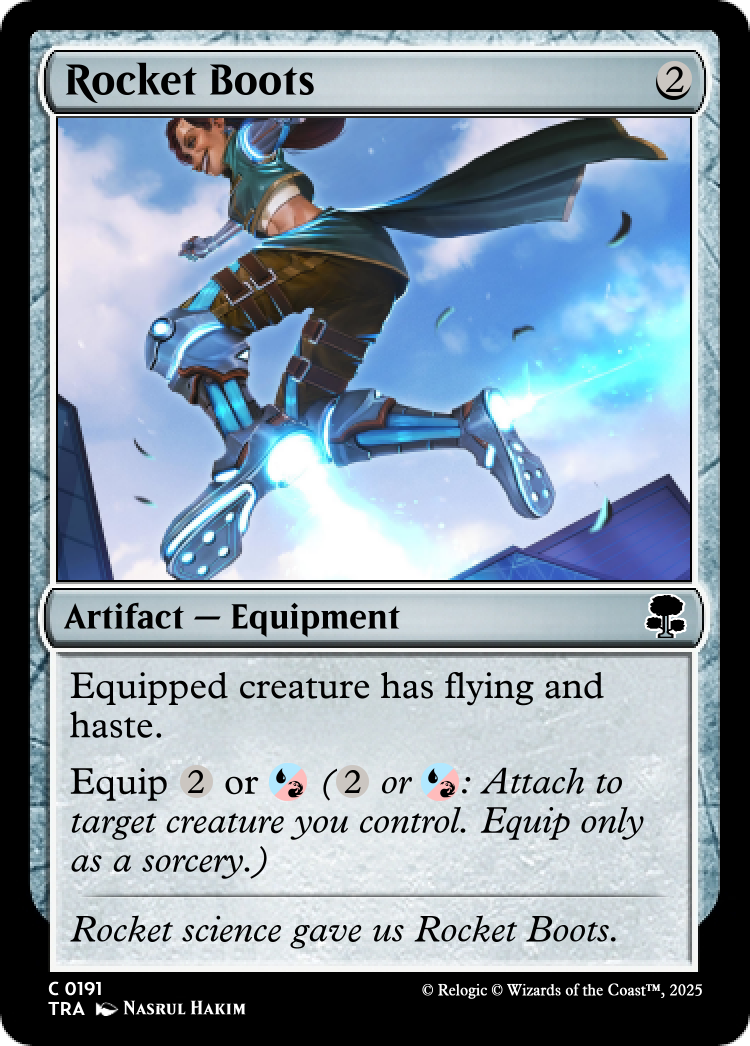 Rocket Boots 2
Artifact — Equipment
Equipped creature has flying and
haste.
Equip 2 or (2 or : Attach to
target creature you control. Equip only
as a sorcery.)
Rocket science gave us Rocket Boots.
C 0191
TRA Nasrul Hakim
© Relogic © Wizards of the Coast™, 2025